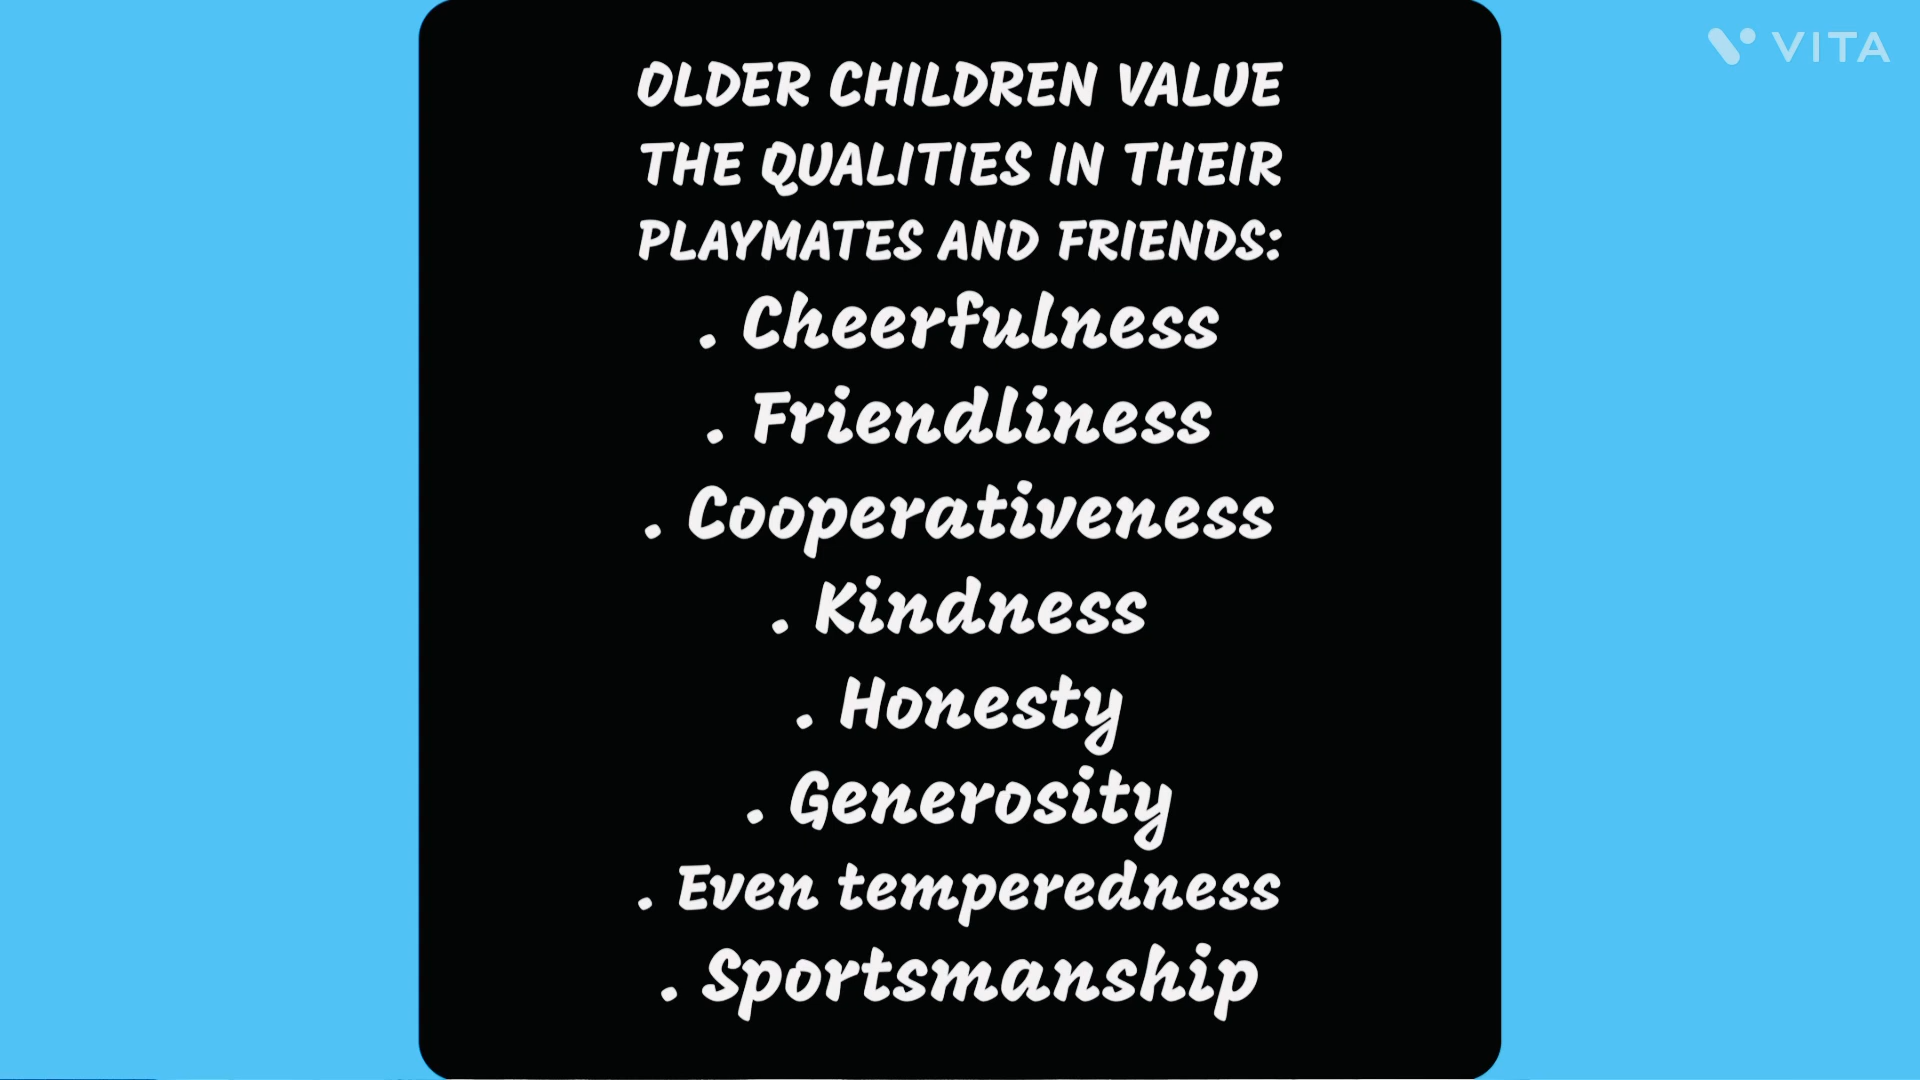 VITA
OLDER CHILDREN VALUE
THE QUALITIES IN THEIR
PLAYMATES AND FRIENDS:
. Cheerfulness
. Friendliness
. Cooperativeness
. Kindness
. Honesty
. Generosity
. Even temperedness
. Sportsmanship